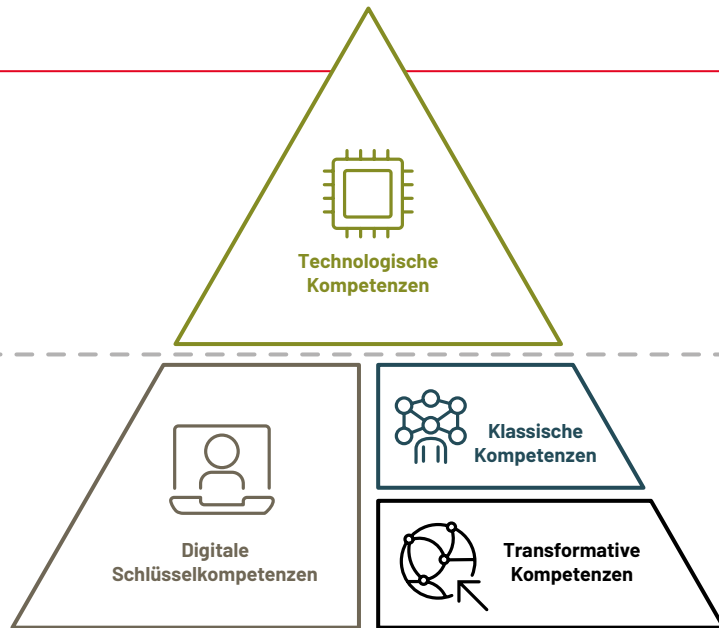 Technologische
Kompetenzen
Klassische
Kompetenzen
Digitale
Schlüsselkompetenzen
Transformative
Kompetenzen